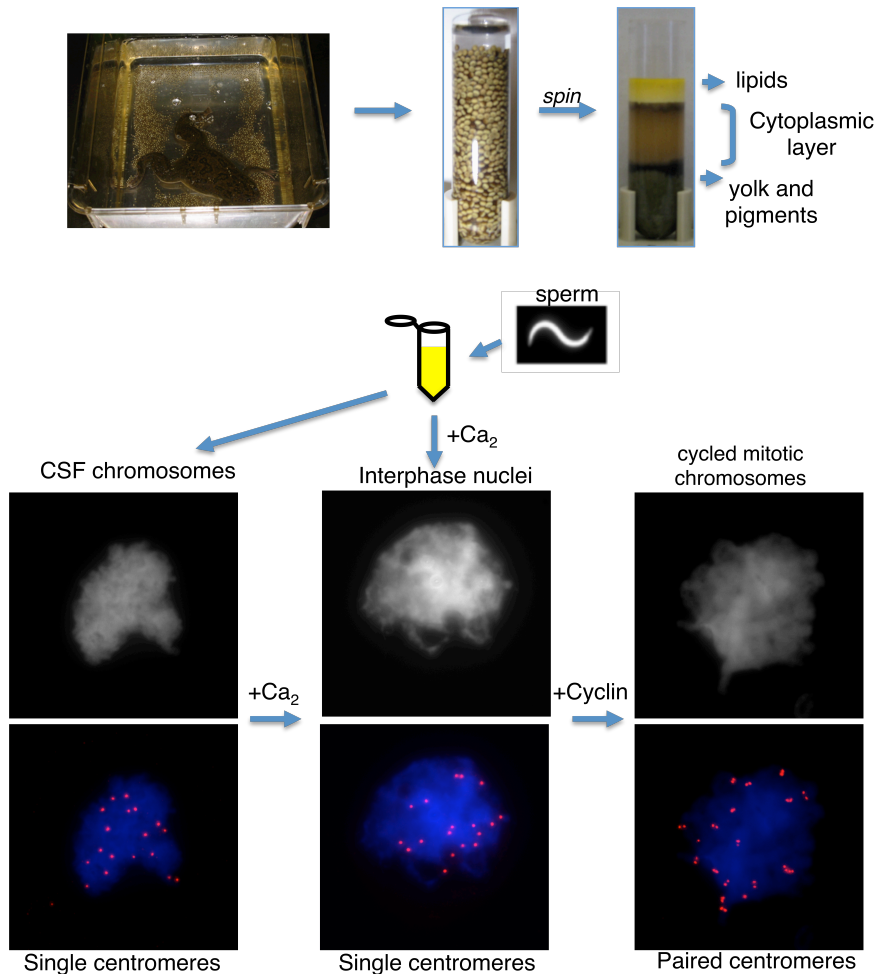 spin
lipids
Cytoplasmic
layer
yolk and
pigments
sperm
+Ca2
CSF chromosomes
Interphase nuclei
cycled mitotic
chromosomes
+Ca2
+Cyclin
Single centromeres
Single centromeres
Paired centromeres